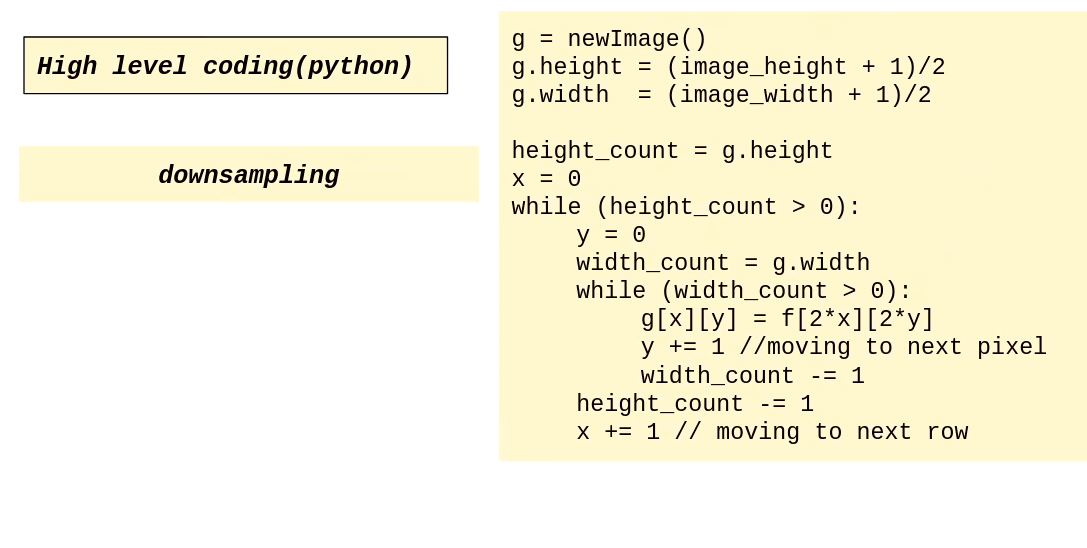 High level coding(python)
downsampling
g = newImage()
g.height = (image_height + 1)/2
g.width  = (image_width + 1)/2
height_count = g.height
x = 0
while (height_count > 0):
y = 0
width_count = g.width
while (width_count > 0):
g[x][y] = f[2*x][2*y]
y += 1 //moving to next pixel
width_count -= 1
height_count -= 1
x += 1 // moving to next row